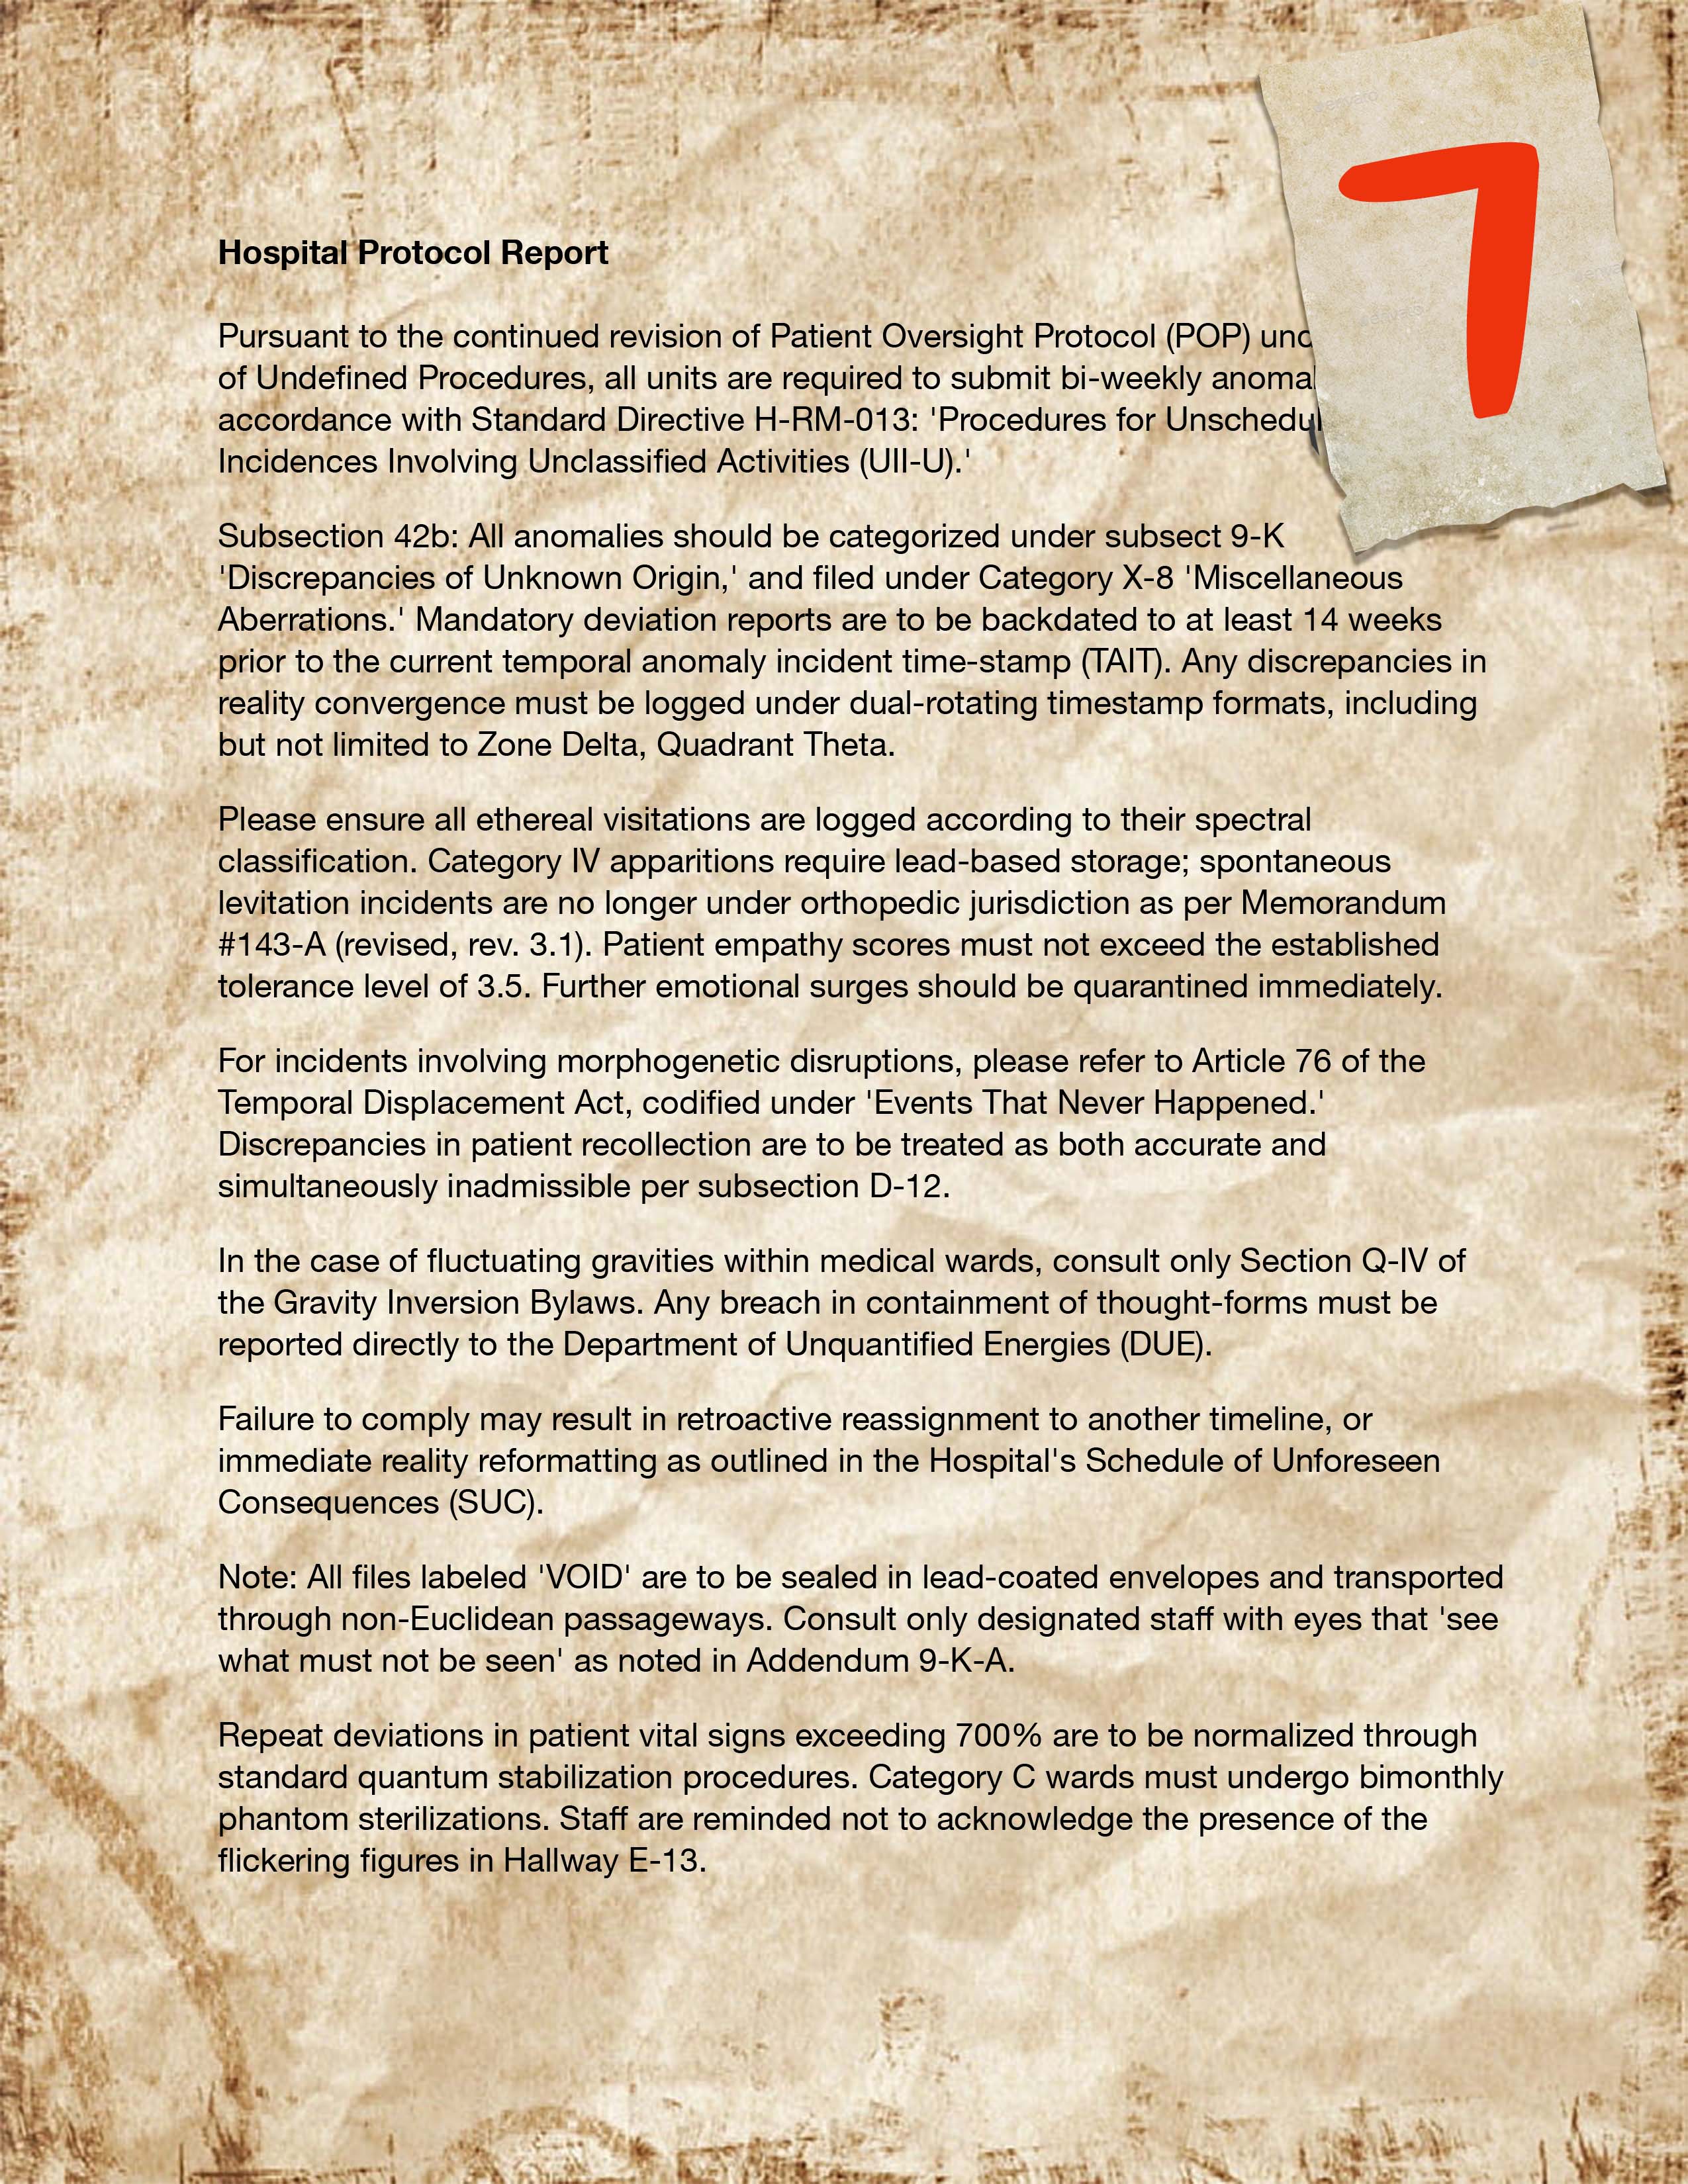 7
Hospital Protocol Report
Pursuant to the continued revision of Patient Oversight Protocol (POP)
of Undefined Procedures, all units are required to submit bi-weekly
accordance with Standard Directive H-RM-013: 'Procedures for
Incidences Involving Unclassified Activities (UII-U).'
Subsection 42b: All anomalies should be categorized under subsect 9-K
'Discrepancies of Unknown Origin,' and filed under Category X-8 'Miscellaneous
Aberrations.' Mandatory deviation reports are to be backdated to at least 14 weeks
prior to the current temporal anomaly incident time-stamp (TAIT). Any discrepancies in
reality convergence must be logged under dual-rotating timestamp formats, including
but not limited to Zone Delta, Quadrant Theta.
Please ensure all ethereal visitations are logged according to their spectral
classification. Category IV apparitions require lead-based storage; spontaneous
levitation incidents are no longer under orthopedic jurisdiction as per Memorandum
#143-A (revised, rev. 3.1). Patient empathy scores must not exceed the established
tolerance level of 3.5. Further emotional surges should be quarantined immediately.
For incidents involving morphogenetic disruptions, please refer to Article 76 of the
Temporal Displacement Act, codified under 'Events That Never Happened.'
Discrepancies in patient recollection are to be treated as both accurate and
simultaneously inadmissible per subsection D-12.
In the case of fluctuating gravities within medical wards, consult only Section Q-IV of
the Gravity Inversion Bylaws. Any breach in containment of thought-forms must be
reported directly to the Department of Unquantified Energies (DUE).
Failure to comply may result in retroactive reassignment to another timeline, or
immediate reality reformatting as outlined in the Hospital's Schedule of Unforeseen
Consequences (SUC).
Note: All files labeled 'VOID' are to be sealed in lead-coated envelopes and transported
through non-Euclidean passageways. Consult only designated staff with eyes that 'see
what must not be seen' as noted in Addendum 9-K-A.
Repeat deviations in patient vital signs exceeding 700% are to be normalized through
standard quantum stabilization procedures. Category C wards must undergo bimonthly
phantom sterilizations. Staff are reminded not to acknowledge the presence of the
flickering figures in Hallway E-13.